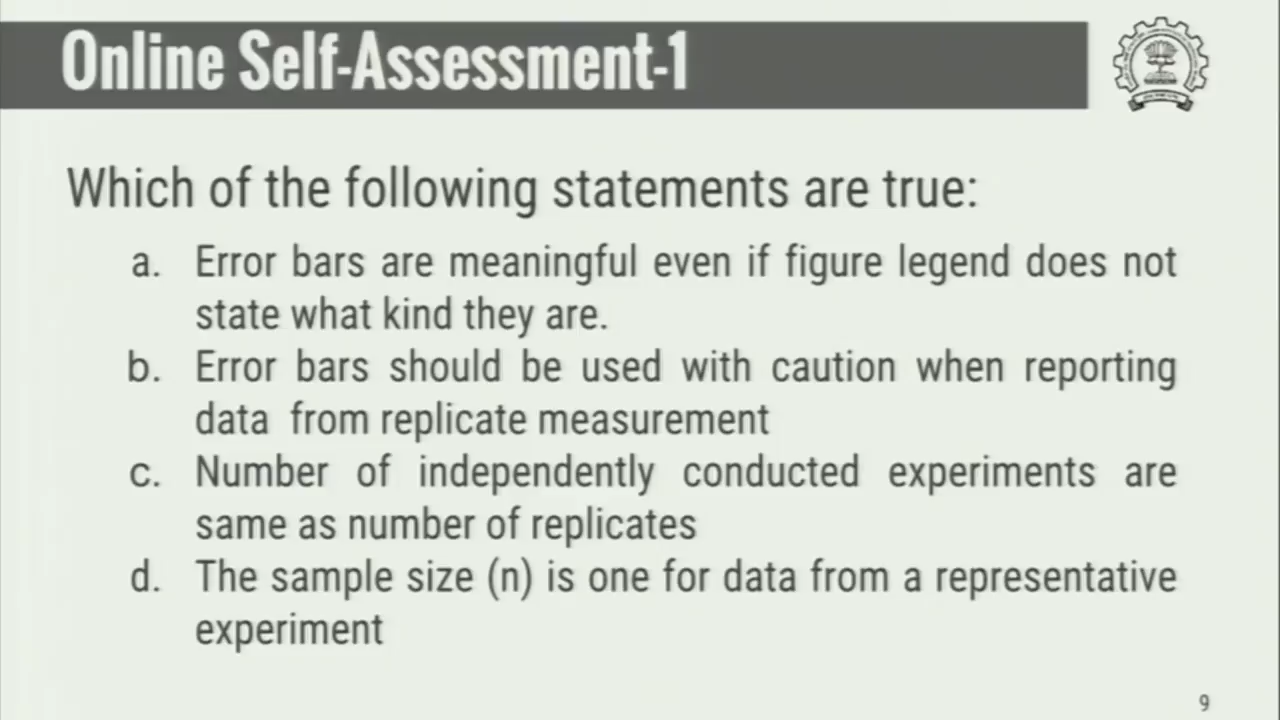 Online Self-Assessment-1
Which of the following statements are true:
a. Error bars are meaningful even if figure legend does not
state what kind they are.
b. Error bars should be used with caution when reporting
data from replicate measurement
c. Number of independently conducted experiments are
same as number of replicates
d. The sample size (n) is one for data from a representative
experiment
9